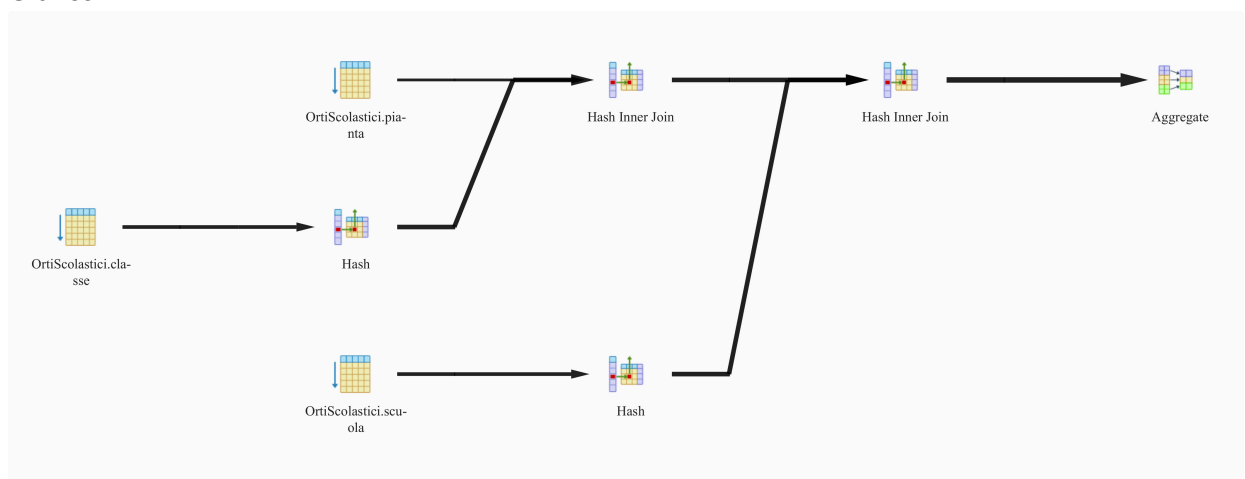 OrtiScolastici.pia-
nta
Hash Inner Join
Hash Inner Join
Aggregate
OrtiScolastici.cla-
sse
Hash
OrtiScolastici.scu-
ola
Hash